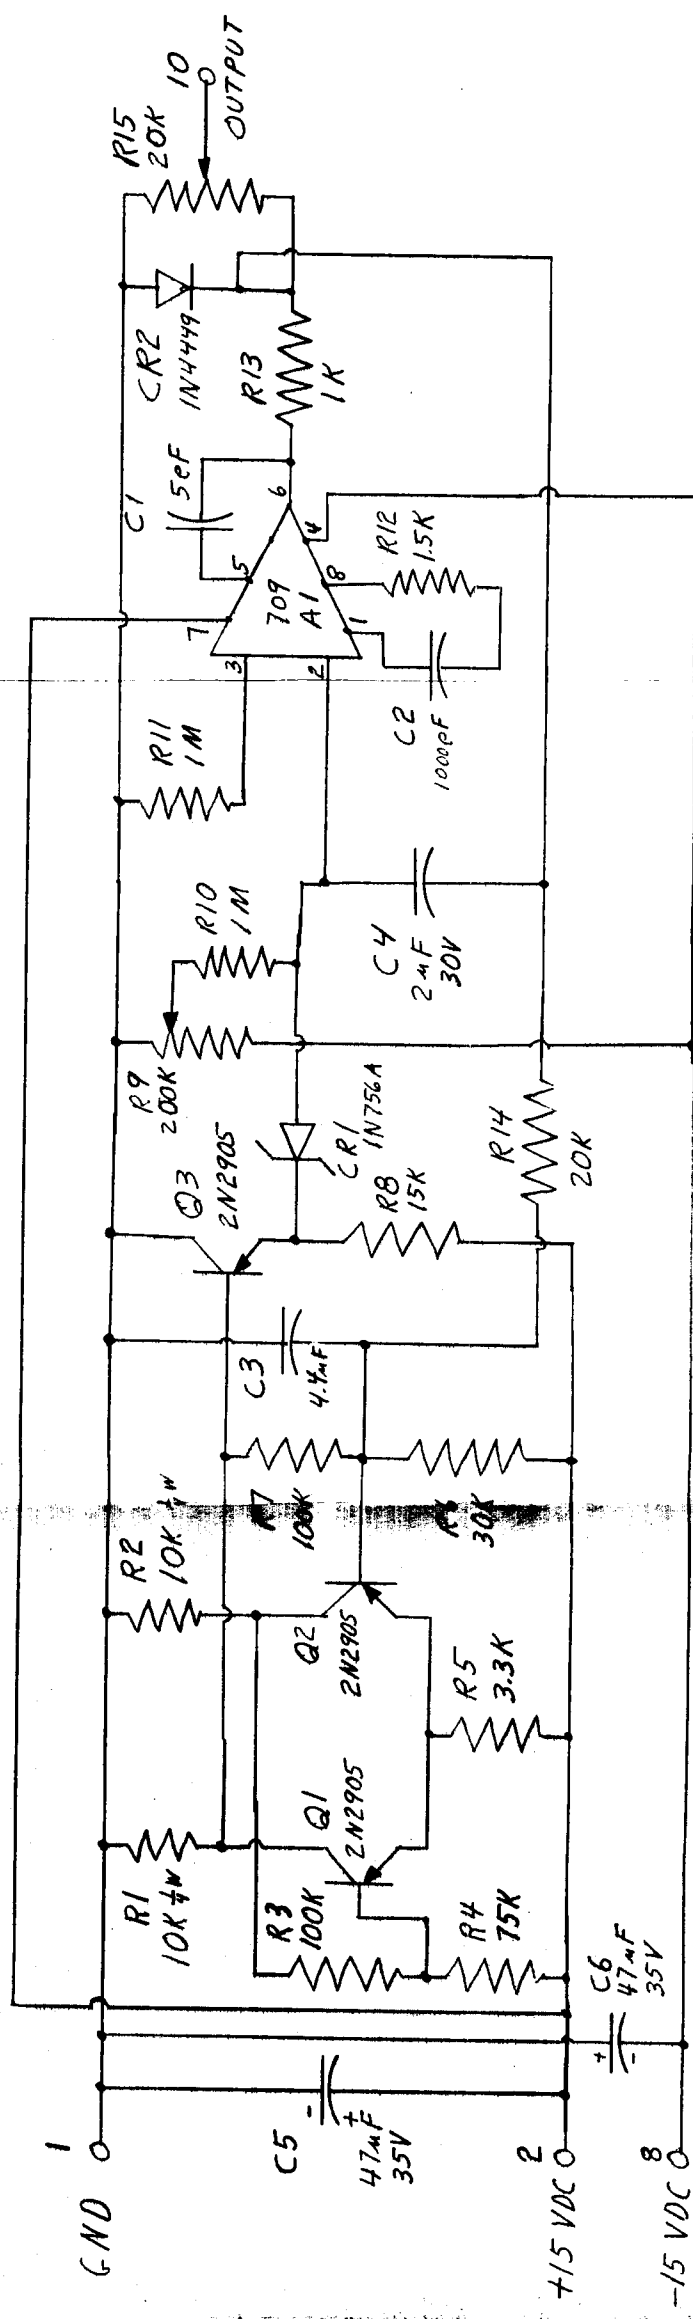 GND
1
+15 VDC
2
-15 VDC
8
C5
47µF
35V
C6
47µF
35V
+
-
-
+
R1
10K ¼W
R3
100K
R4
75K
Q1
2N2905
R2
10K ¼W
Q2
2N2905
R5
3.3K
R7
100K
30K
C3
4.4µF
Q3
2N2905
R8
15K
CR1
1N756A
R9
200K
R10
1M
R14
20K
C4
2µF
30V
R11
1M
C2
1000pF
R12
1.5K
709
A1
3
2
7
5
6
4
8
1
C1
R13
1K
CR2
1N4449
R15
20K
10
OUTPUT